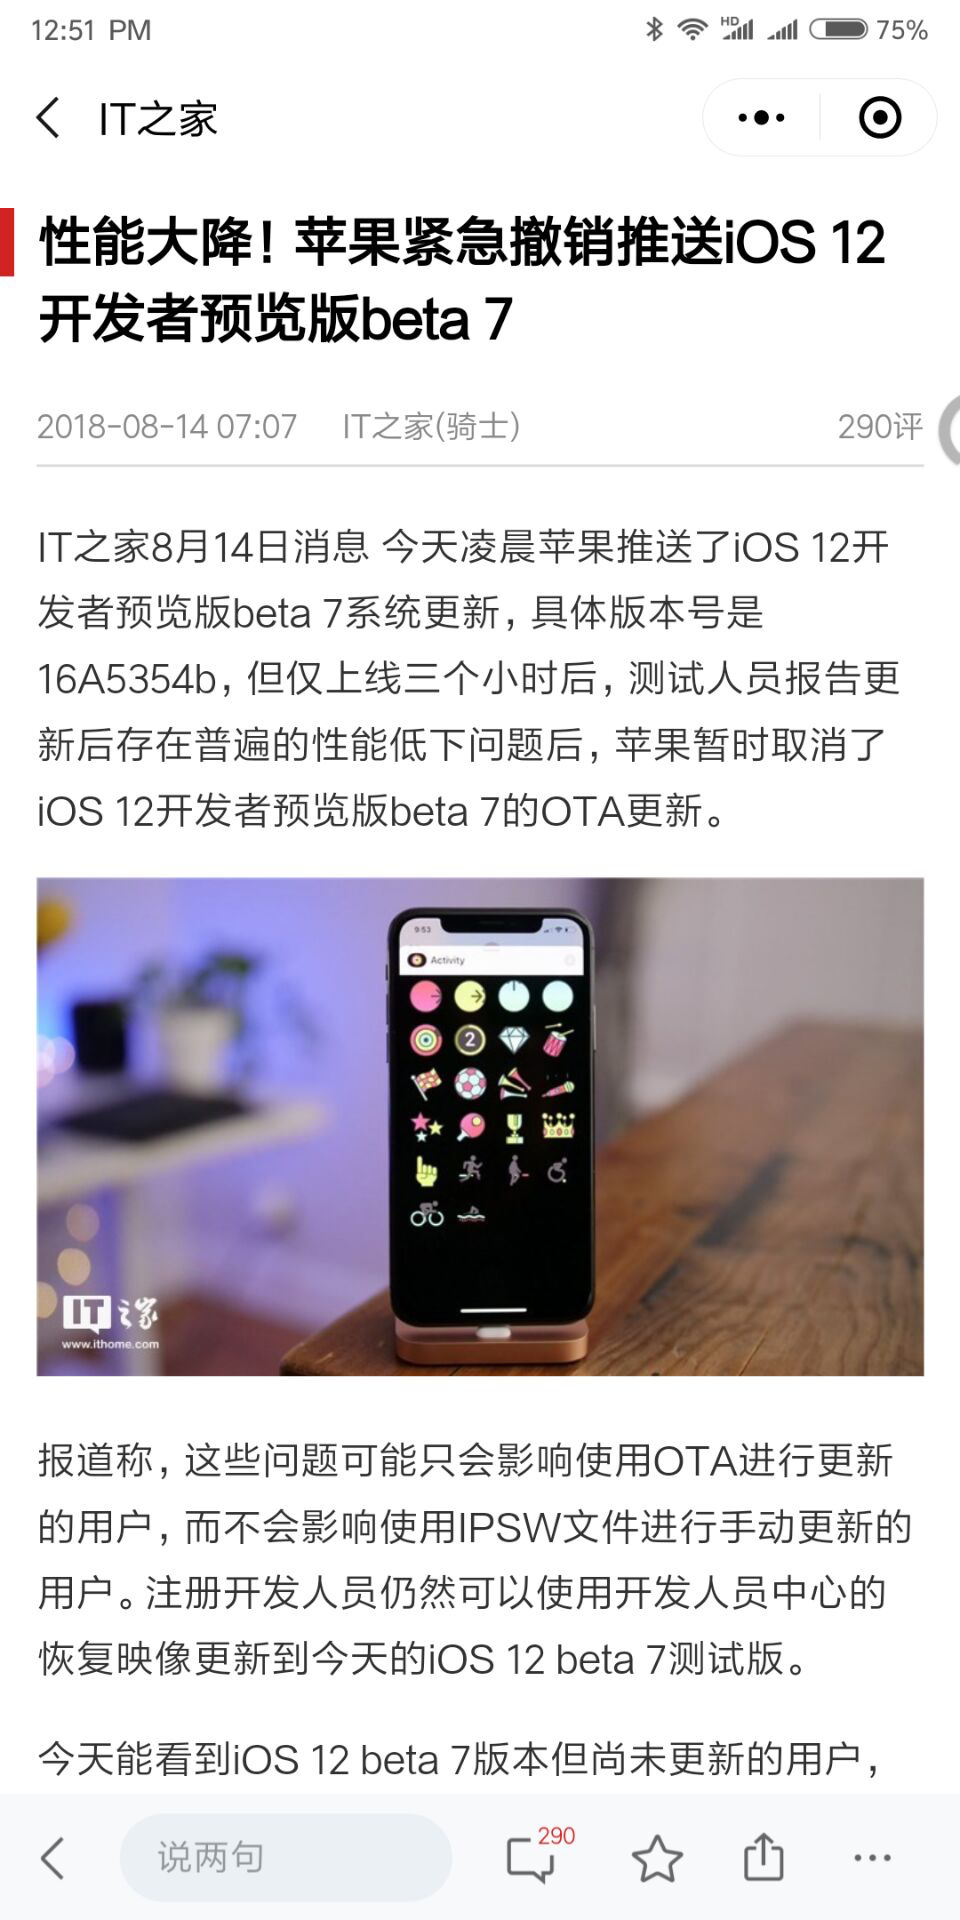 12:51 PM
HD
75%
IT之家
性能大降！苹果紧急撤销推送iOS 12
开发者预览版beta 7
2018-08-14 07:07 IT之家(骑士) 290评
IT之家8月14日消息 今天凌晨苹果推送了iOS 12开
发者预览版beta 7系统更新，具体版本号是
16A5354b，但仅上线三个小时后，测试人员报告更
新后存在普遍的性能低下问题后，苹果暂时取消了
iOS 12开发者预览版beta 7的OTA更新。
9:53
Activity
2
IT之家
www.ithome.com
报道称，这些问题可能只会影响使用OTA进行更新
的用户，而不会影响使用IPSW文件进行手动更新的
用户。注册开发人员仍然可以使用开发人员中心的
恢复映像更新到今天的iOS 12 beta 7测试版。
今天能看到iOS 12 beta 7版本但尚未更新的用户，
说两句
290